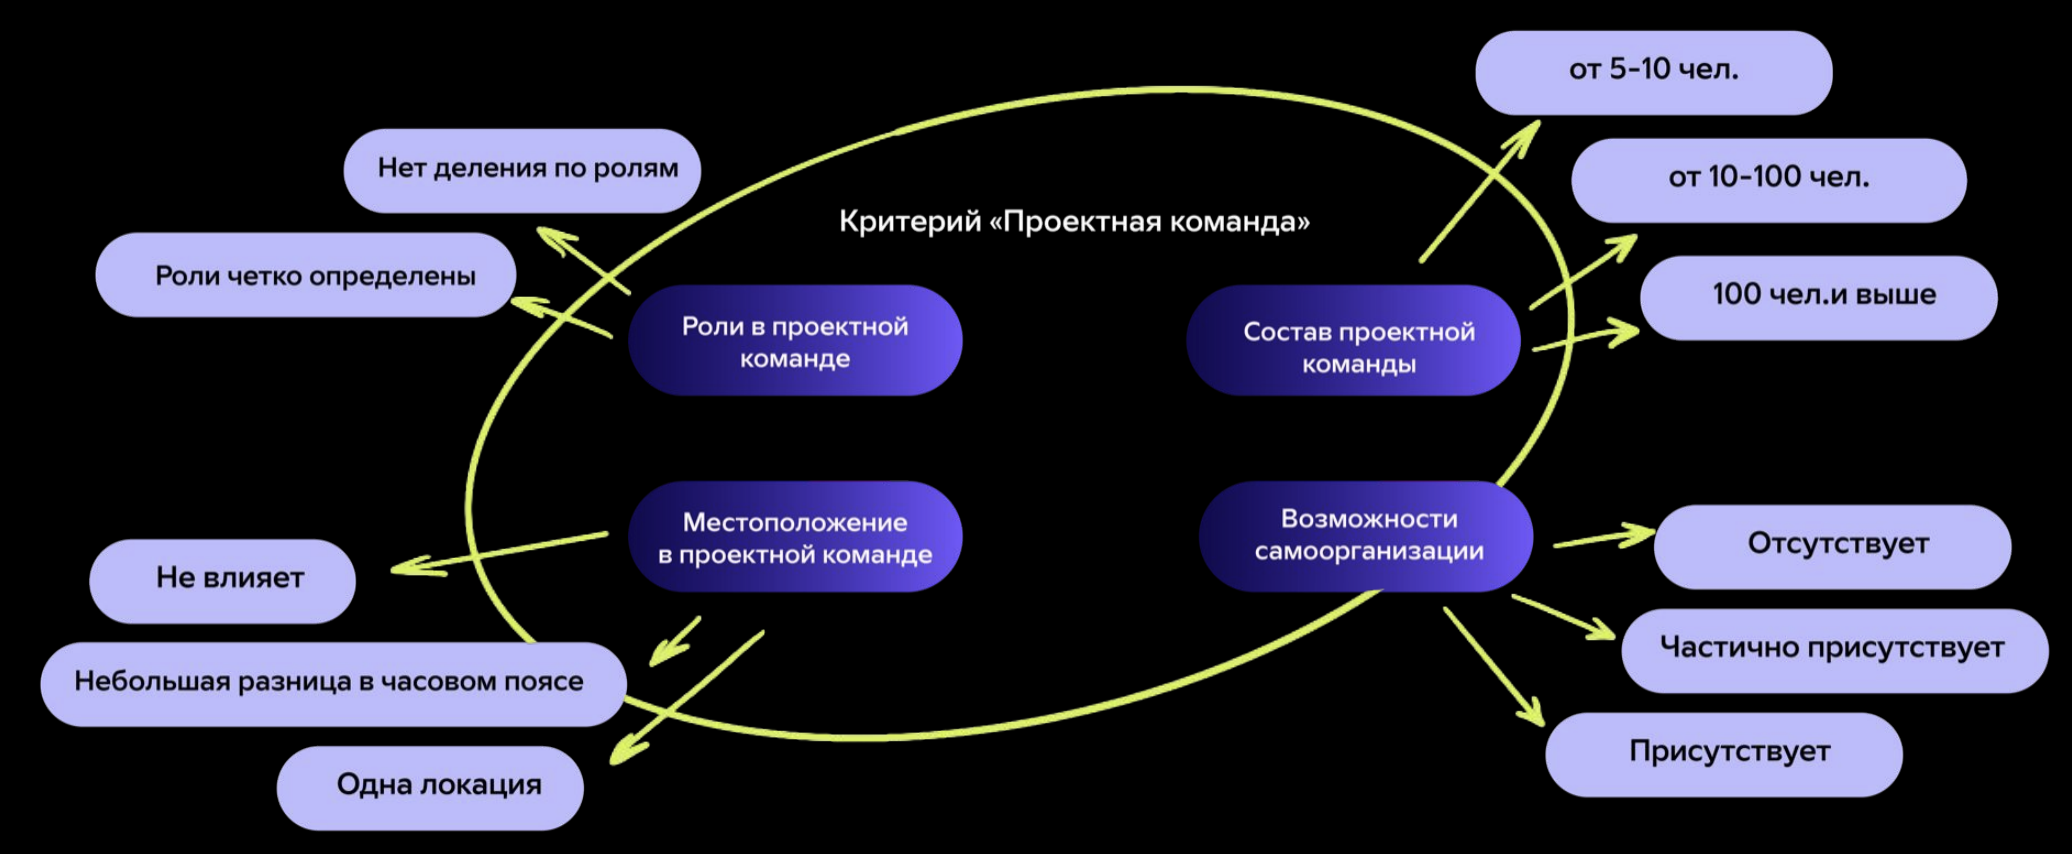 от 5-10 чел.
Нет деления по ролям
от 10-100 чел.
Критерий «Проектная команда»
Роли четко определены
100 чел.и выше
Роли в проектной
команде
Состав проектной
команды
Местоположение
в проектной команде
Возможности
самоорганизации
Не влияет
Отсутствует
Небольшая разница в часовом поясе
Частично присутствует
Одна локация
Присутствует